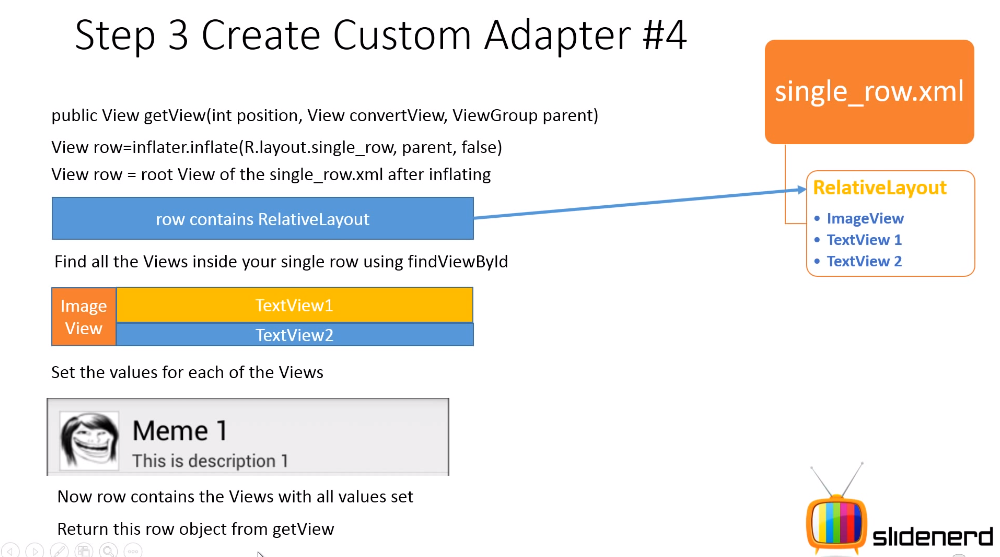 Step 3 Create Custom Adapter #4
single_row.xml
public View getView(int position, View convertView, ViewGroup parent)
View row=inflater.inflate(R.layout.single_row, parent, false)
View row = root View of the single_row.xml after inflating
RelativeLayout
• ImageView
• TextView 1
• TextView 2
row contains RelativeLayout
Find all the Views inside your single row using findViewById
Image
View
TextView1
TextView2
Set the values for each of the Views
Meme 1
This is description 1
Now row contains the Views with all values set
Return this row object from getView
slidenerd